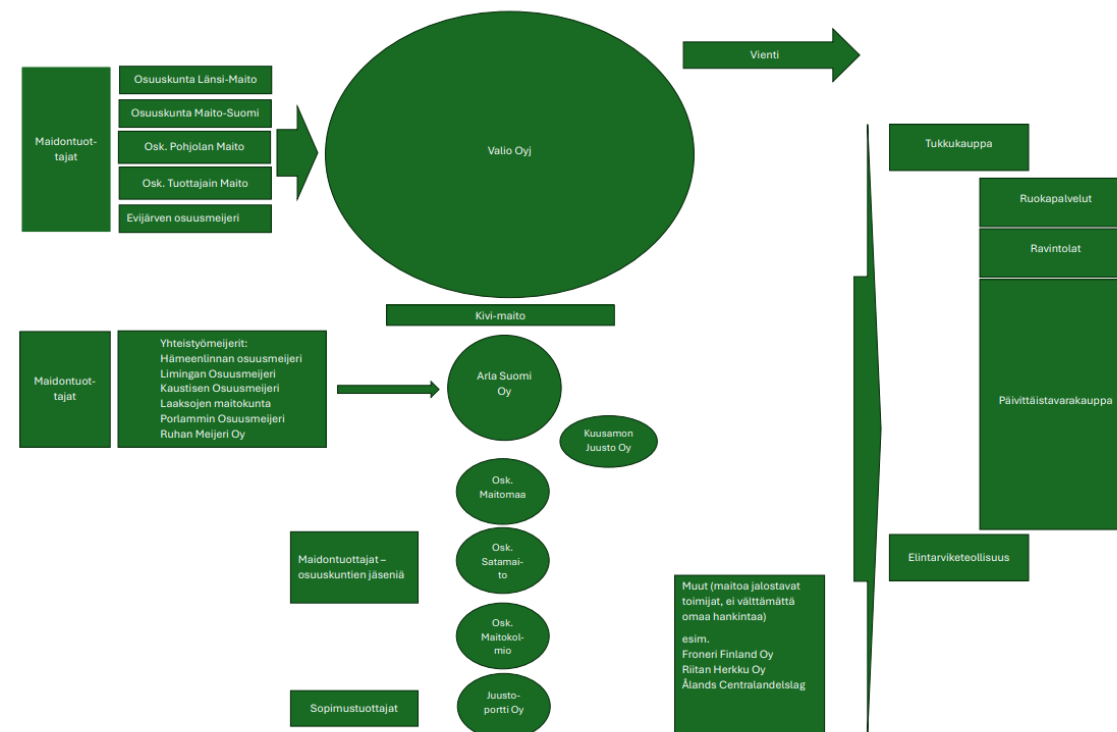 Vienti
Maidontuot-
tajat
Osuuskunta Länsi-Maito
Osuuskunta Maito-Suomi
Osk. Pohjolan Maito
Osk. Tuottajain Maito
Evijärven osuusmeijeri
Valio Oyj
Tukkukauppa
Ruokapalvelut
Ravintolat
Päivittäistavarakauppa
Elintarviketeollisuus
Kivi-maito
Maidontuot-
tajat
Yhteistyömeijerit:
Hämeenlinnan osuusmeijeri
Limingan Osuusmeijeri
Kaustisen Osuusmeijeri
Laaksojen maitokunta
Porlammin Osuusmeijeri
Ruhan Meijeri Oy
Arla Suomi
Oy
Kuusamon
Juusto Oy
Osk.
Maitomaa
Maidontuottajat –
osuuskuntien jäseniä
Osk.
Satamai-
to
Osk.
Maitokol-
mio
Sopimustuottajat
Juusto-
portti Oy
Muut (maitoa jalostavat
toimijat, ei välttämättä
omaa hankintaa)
esim.
Froneri Finland Oy
Riitan Herkku Oy
Ålands Centralandelslag